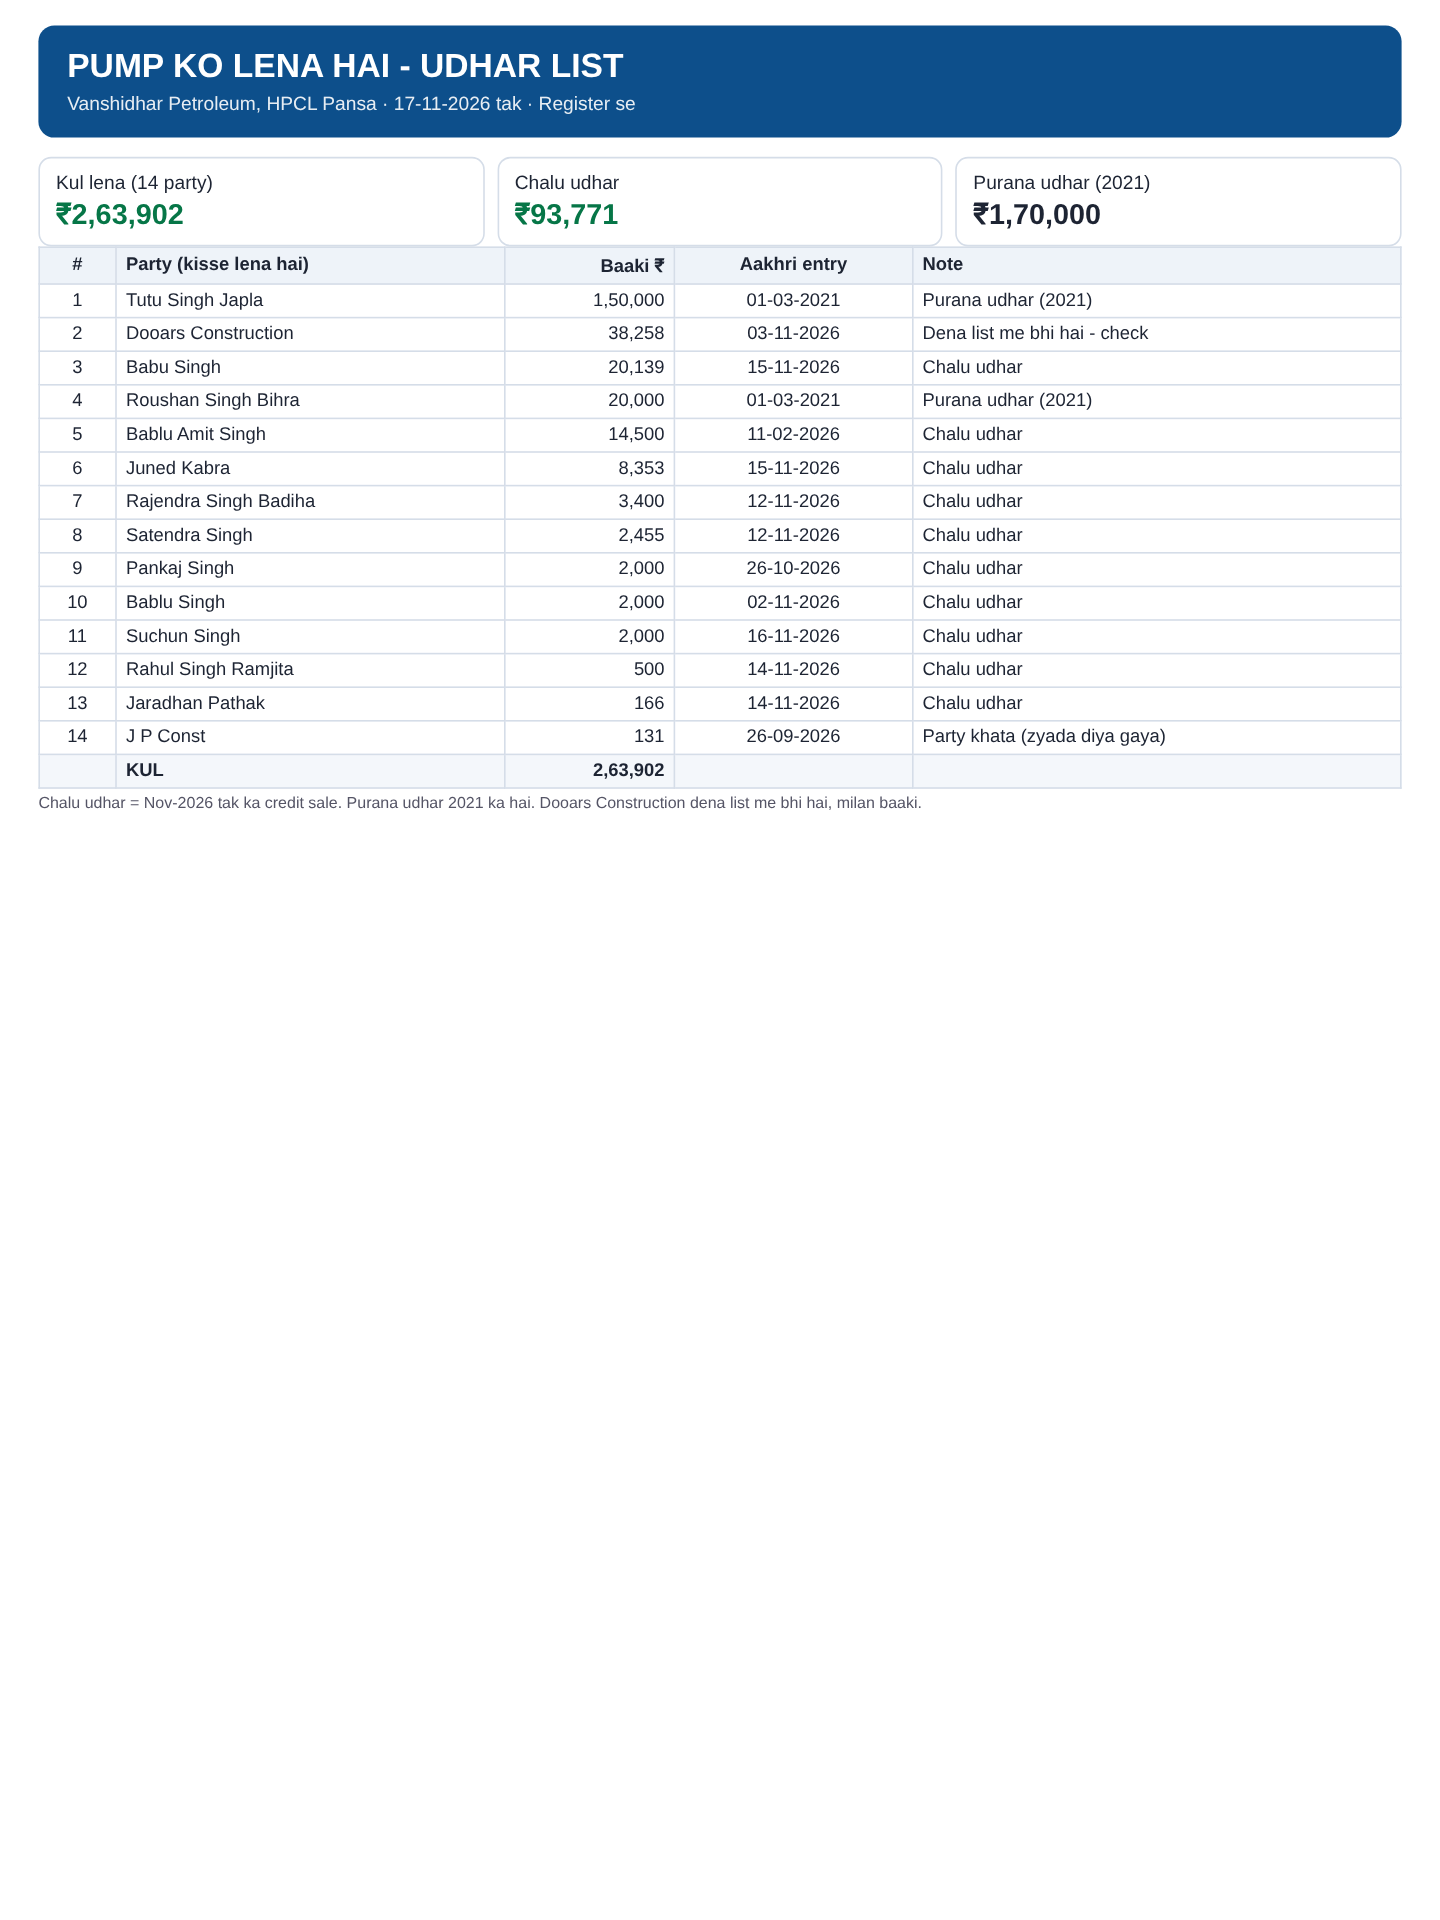 PUMP KO LENA HAI - UDHAR LIST
Vanshidhar Petroleum, HPCL Pansa · 17-11-2026 tak · Register se
Kul lena (14 party)
₹2,63,902
Chalu udhar
₹93,771
Purana udhar (2021)
₹1,70,000
# Party (kisse lena hai) Baaki ₹ Aakhri entry Note
1 Tutu Singh Japla 1,50,000 01-03-2021 Purana udhar (2021)
2 Dooars Construction 38,258 03-11-2026 Dena list me bhi hai - check
3 Babu Singh 20,139 15-11-2026 Chalu udhar
4 Roushan Singh Bihra 20,000 01-03-2021 Purana udhar (2021)
5 Bablu Amit Singh 14,500 11-02-2026 Chalu udhar
6 Juned Kabra 8,353 15-11-2026 Chalu udhar
7 Rajendra Singh Badiha 3,400 12-11-2026 Chalu udhar
8 Satendra Singh 2,455 12-11-2026 Chalu udhar
9 Pankaj Singh 2,000 26-10-2026 Chalu udhar
10 Bablu Singh 2,000 02-11-2026 Chalu udhar
11 Suchun Singh 2,000 16-11-2026 Chalu udhar
12 Rahul Singh Ramjita 500 14-11-2026 Chalu udhar
13 Jaradhan Pathak 166 14-11-2026 Chalu udhar
14 J P Const 131 26-09-2026 Party khata (zyada diya gaya)
KUL 2,63,902
Chalu udhar = Nov-2026 tak ka credit sale. Purana udhar 2021 ka hai. Dooars Construction dena list me bhi hai, milan baaki.